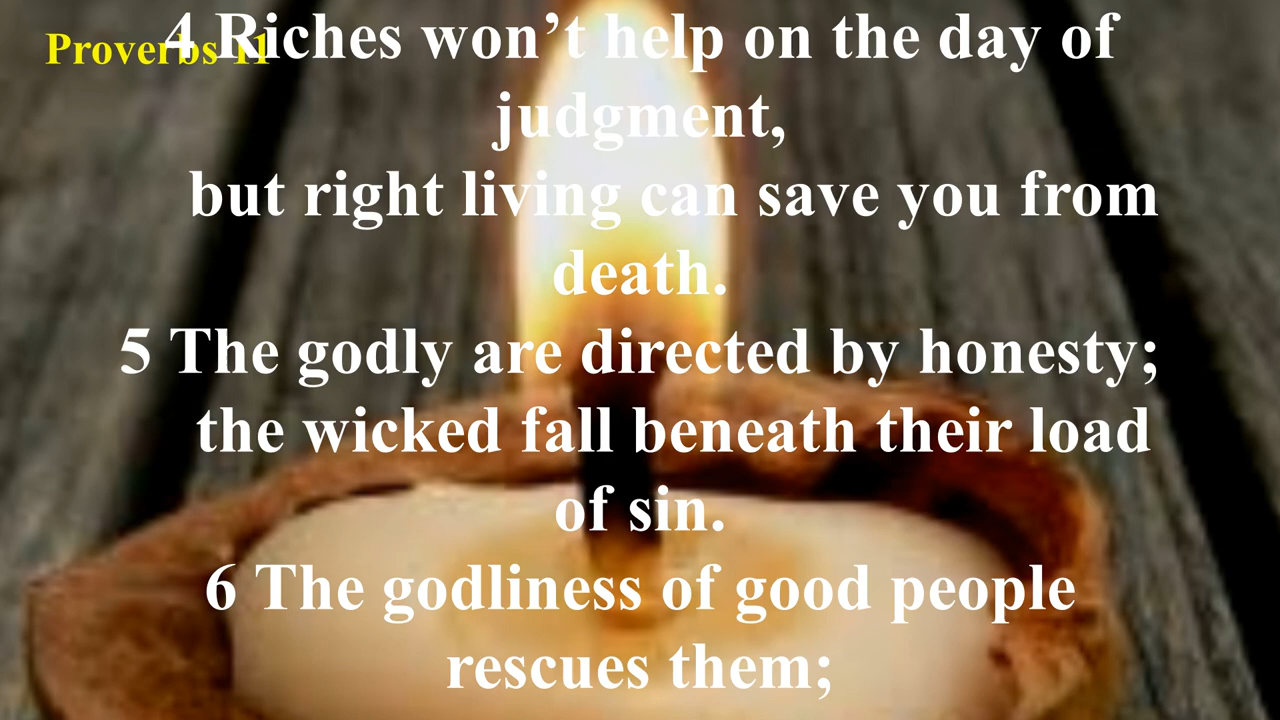 Proverbs 11
4 Riches won’t help on the day of
judgment,
but right living can save you from
death.
5 The godly are directed by honesty;
the wicked fall beneath their load
of sin.
6 The godliness of good people
rescues them;